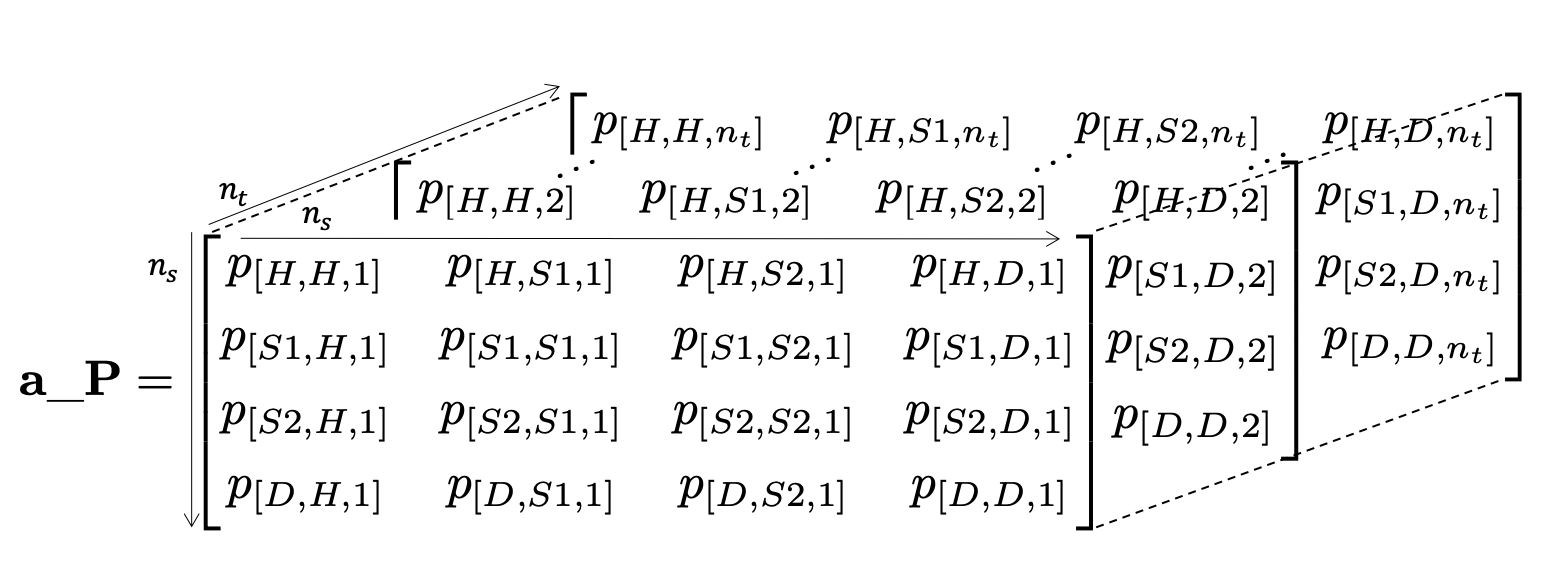 p[H,H,n_t] p[H,S1,n_t] p[H,S2,n_t] p[H,D,n_t]
n_t p[H,H,2] p[H,S1,2] p[H,S2,2] p[H,D,2] p[S1,D,n_t]
n_s
n_s p[H,H,1] p[H,S1,1] p[H,S2,1] p[H,D,1] p[S1,D,2] p[S2,D,n_t]
p[S1,H,1] p[S1,S1,1] p[S1,S2,1] p[S1,D,1] p[S2,D,2] p[D,D,n_t]
a_P =
p[S2,H,1] p[S2,S1,1] p[S2,S2,1] p[S2,D,1] p[D,D,2]
p[D,H,1] p[D,S1,1] p[D,S2,1] p[D,D,1]